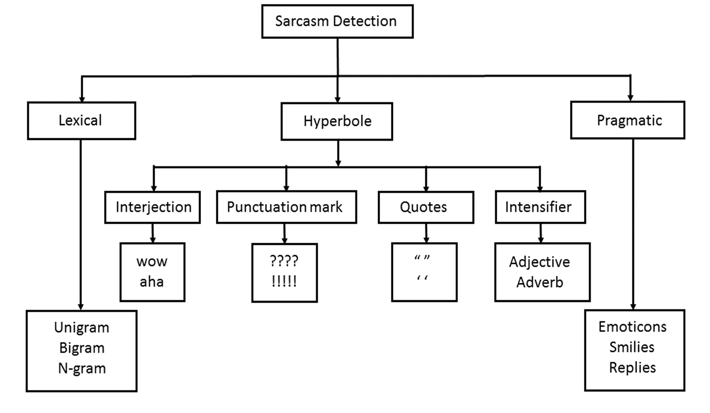 Sarcasm Detection
Lexical
Hyperbole
Pragmatic
Interjection
Punctuation mark
Quotes
Intensifier
wow
aha
????
!!!!!
“ ”
‘ ‘
Adjective
Adverb
Unigram
Bigram
N-gram
Emoticons
Smilies
Replies